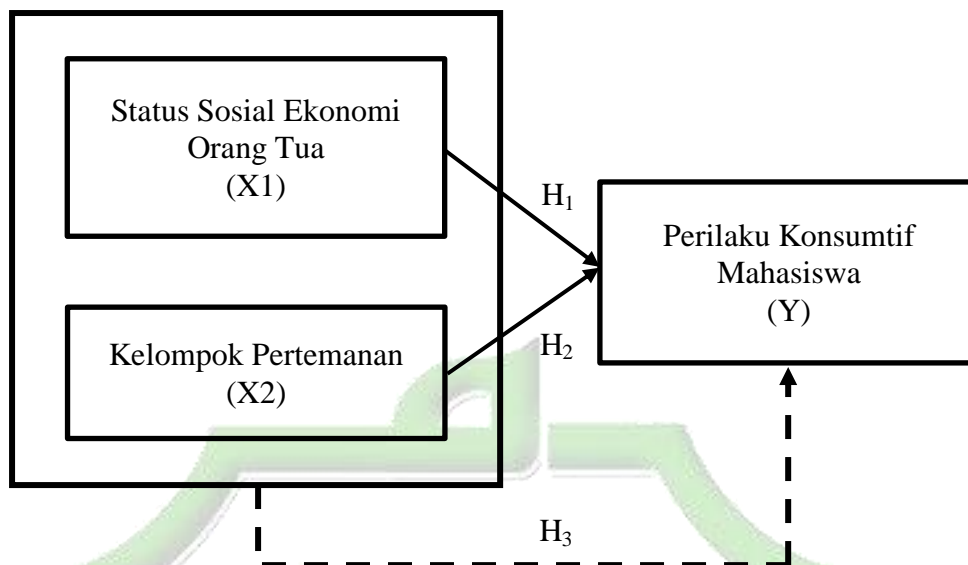 Status Sosial Ekonomi
Orang Tua
(X1)
H₁
Perilaku Konsumtif
Mahasiswa
(Y)
Kelompok Pertemanan
(X2)
H₂
H₃